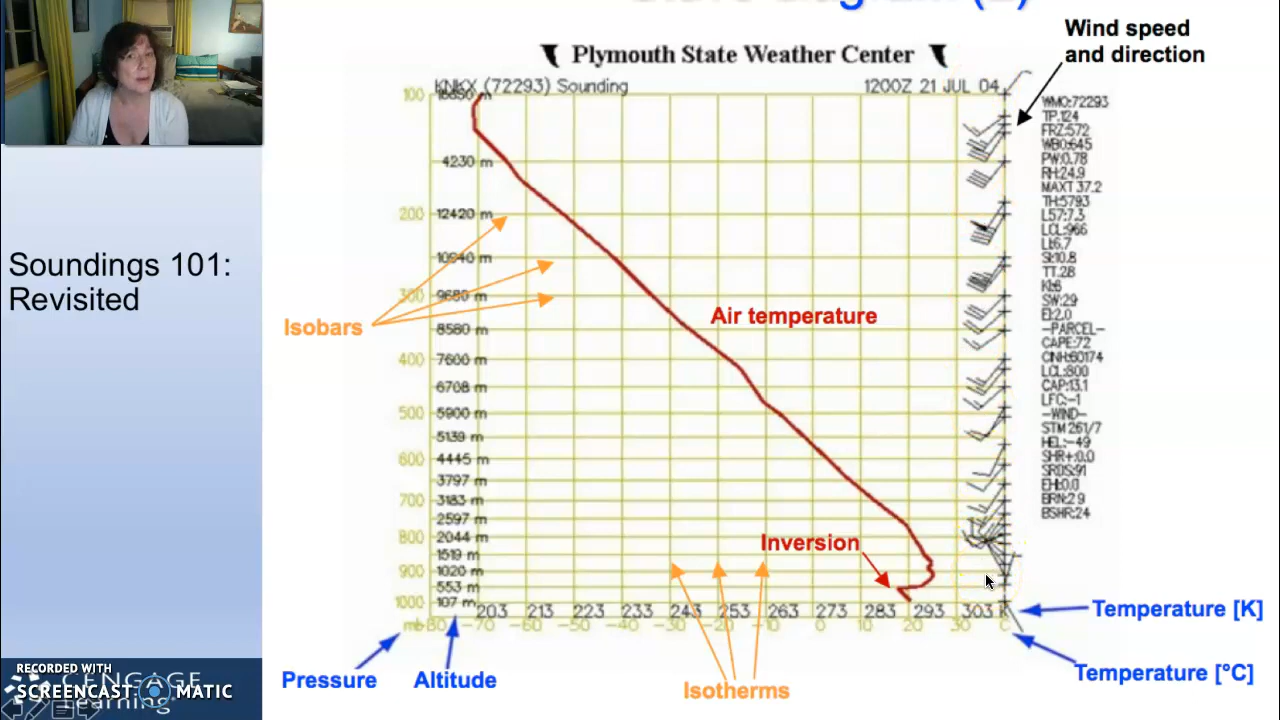 Wind speed
and direction
Plymouth State Weather Center
KNKX (72293) Sounding
1200Z 21 JUL 04
100
4230 m
200
12420 m
10940 m
300
9680 m
8580 m
400
7600 m
6708 m
500
5900 m
5139 m
600
4445 m
3797 m
700
3183 m
2597 m
800
2044 m
1519 m
900
1020 m
553 m
1000
107 m
203 213 223 233 243 253 263 273 283 293 303 K
mb -80 -70 -60 -50 -40 -30 -20 -10 0 10 20 30 C
WMO:72293
TP:124
FRZ:572
WB0:645
PW:0.78
RH:24.9
MAXT 37.2
TH:5793
L57:7.3
LCL:966
LI:6.7
SI:10.8
TT:28
KI:6
SW:29
EI:2.0
-PARCEL-
CAPE:72
CINH:60174
LCL:800
CAP:13.1
LFC:-1
-WIND-
STM 261/7
HEL:-49
SHR+:0.0
SRDS:91
EHI:0.0
BRN:2.9
BSHR:24
Soundings 101:
Revisited
Isobars
Air temperature
Inversion
Temperature [K]
Temperature [°C]
Pressure
Altitude
Isotherms
RECORDED WITH
SCREENCAST-O-MATIC
CENGAGE
Learning